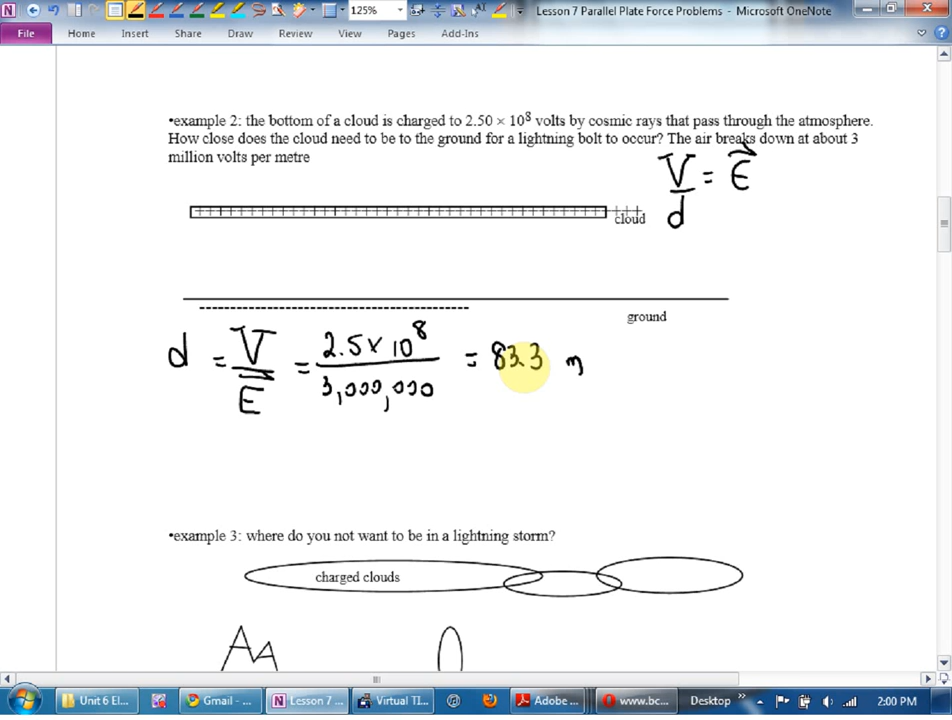 125%
Lesson 7 Parallel Plate Force Problems - Microsoft OneNote
File Home Insert Share Draw Review View Pages Add-Ins
•example 2: the bottom of a cloud is charged to 2.50 × 10⁸ volts by cosmic rays that pass through the atmosphere.
How close does the cloud need to be to the ground for a lightning bolt to occur? The air breaks down at about 3
million volts per metre
V/d = E⃗
cloud
ground
d = V/E⃗ = 2.5 × 10⁸ / 3,000,000 = 83.3 m
•example 3: where do you not want to be in a lightning storm?
charged clouds
Unit 6 El... Gmail - ... Lesson 7 ... Virtual TI... Adobe ... www.bc... Desktop » 2:00 PM